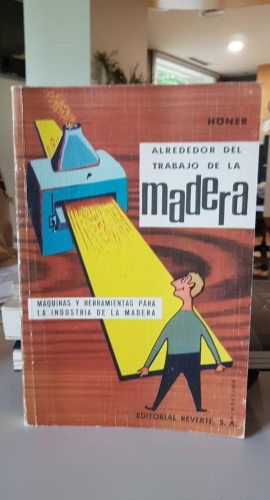 HÖNER
ALREDEDOR DEL
TRABAJO DE LA
madera
MAQUINAS Y HERRAMIENTAS PARA
LA INDUSTRIA DE LA MADERA
EDITORIAL REVERTE, S. A.